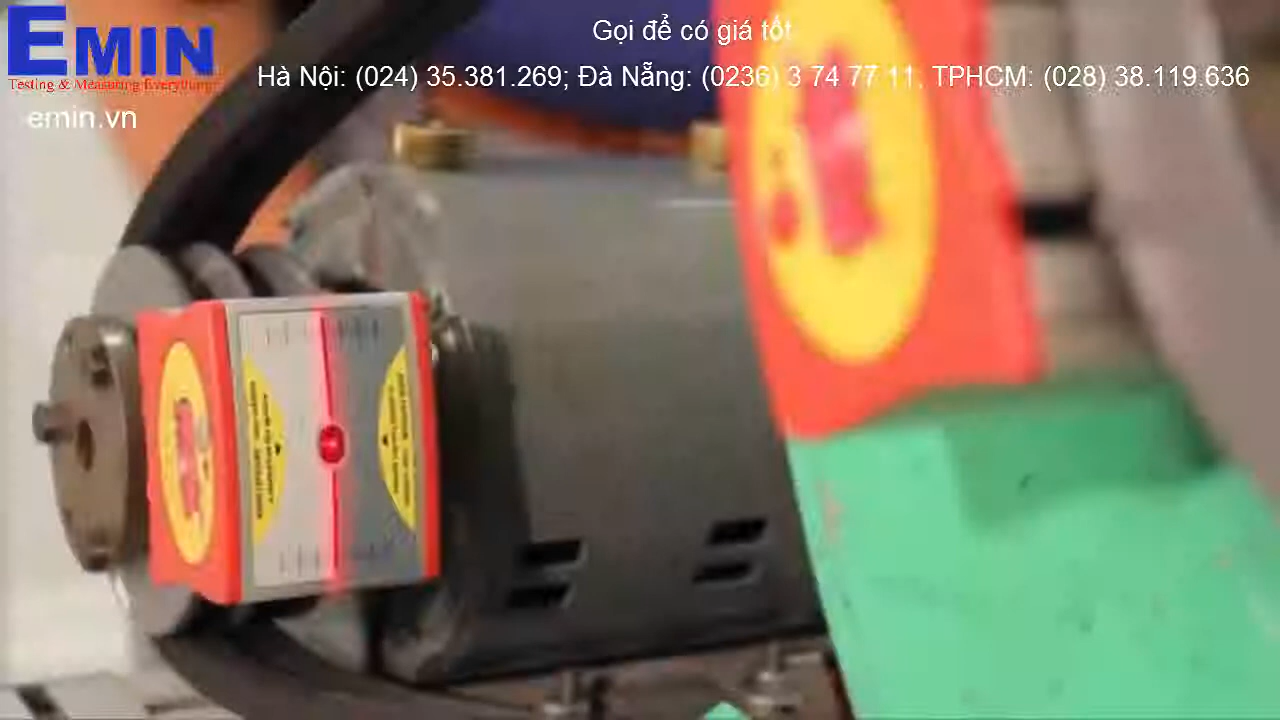 EMIN
Testing & Measuring Everything
emin.vn
Gọi để có giá tốt
Hà Nội: (024) 35.381.269; Đà Nẵng: (0236) 3 74 77 11, TPHCM: (028) 38.119.636